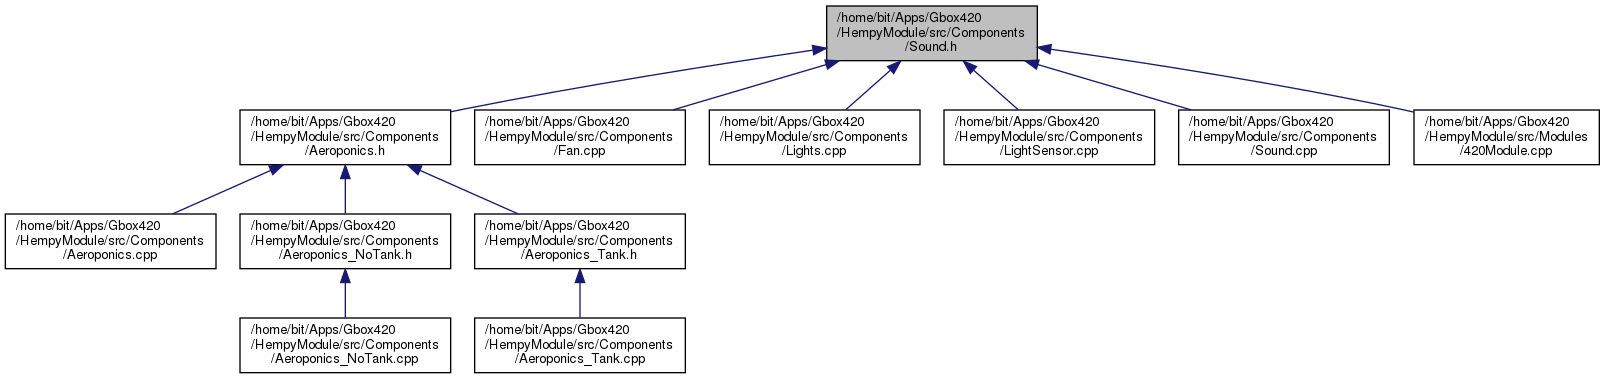 /home/bit/Apps/Gbox420
/HempyModule/src/Components
/Sound.h
/home/bit/Apps/Gbox420
/HempyModule/src/Components
/Aeroponics.h
/home/bit/Apps/Gbox420
/HempyModule/src/Components
/Fan.cpp
/home/bit/Apps/Gbox420
/HempyModule/src/Components
/Lights.cpp
/home/bit/Apps/Gbox420
/HempyModule/src/Components
/LightSensor.cpp
/home/bit/Apps/Gbox420
/HempyModule/src/Components
/Sound.cpp
/home/bit/Apps/Gbox420
/HempyModule/src/Modules
/420Module.cpp
/home/bit/Apps/Gbox420
/HempyModule/src/Components
/Aeroponics.cpp
/home/bit/Apps/Gbox420
/HempyModule/src/Components
/Aeroponics_NoTank.h
/home/bit/Apps/Gbox420
/HempyModule/src/Components
/Aeroponics_Tank.h
/home/bit/Apps/Gbox420
/HempyModule/src/Components
/Aeroponics_NoTank.cpp
/home/bit/Apps/Gbox420
/HempyModule/src/Components
/Aeroponics_Tank.cpp